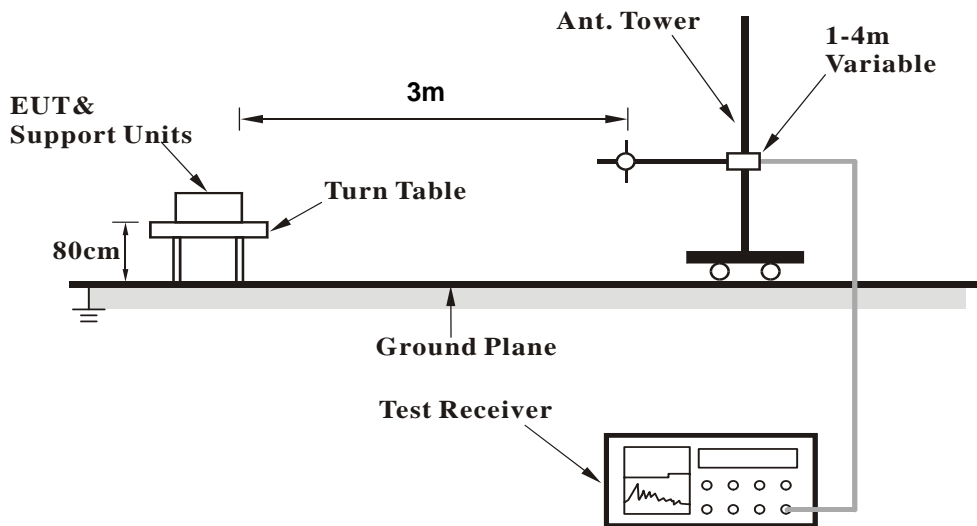 Ant. Tower
1-4m
Variable
3m
EUT&
Support Units
Turn Table
80cm
Ground Plane
Test Receiver